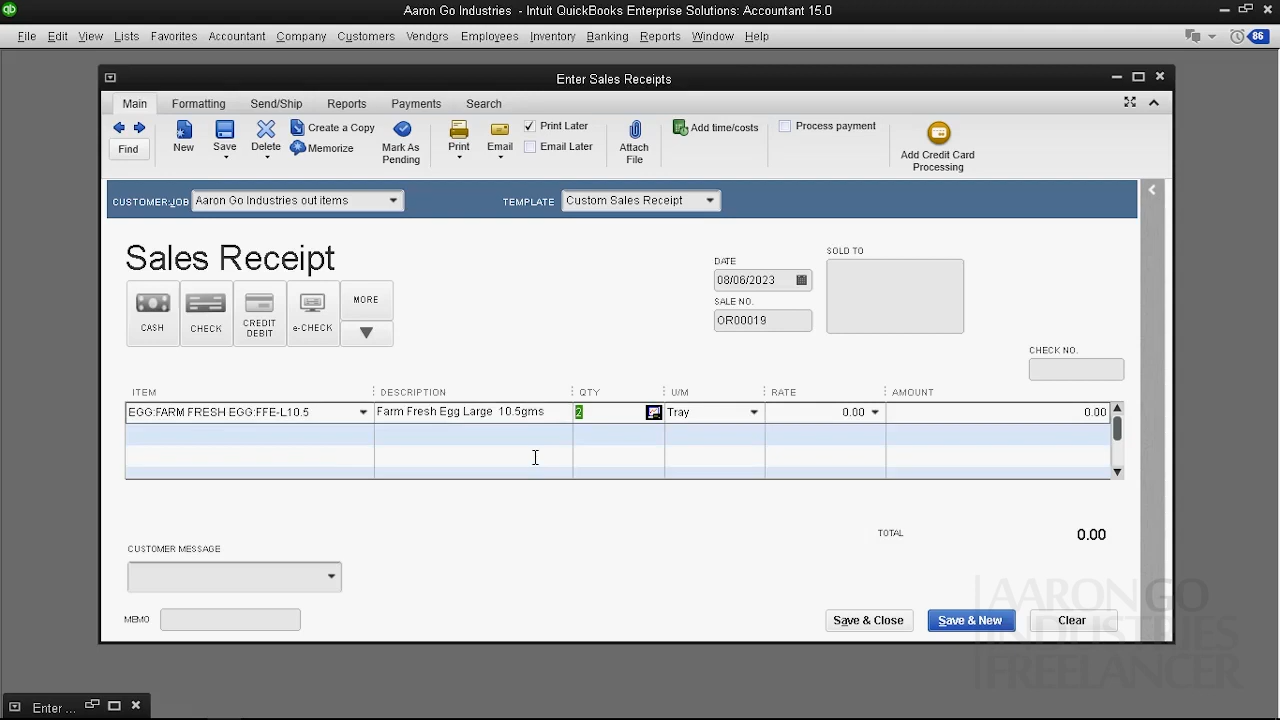 Aaron Go Industries - Intuit QuickBooks Enterprise Solutions: Accountant 15.0
File Edit View Lists Favorites Accountant Company Customers Vendors Employees Inventory Banking Reports Window Help 86
Enter Sales Receipts
Main Formatting Send/Ship Reports Payments Search
Find New Save Delete Create a Copy Memorize Mark As Pending Print Email Print Later Email Later Attach File Add time/costs Process payment Add Credit Card Processing
CUSTOMER:JOB Aaron Go Industries out items TEMPLATE Custom Sales Receipt
Sales Receipt
DATE
08/06/2023
SALE NO.
OR00019
SOLD TO
CASH CHECK CREDIT DEBIT e-CHECK MORE
CHECK NO.
ITEM DESCRIPTION QTY U/M RATE AMOUNT
EGG:FARM FRESH EGG:FFE-L10.5 Farm Fresh Egg Large 10.5gms 2 Tray 0.00 0.00
TOTAL 0.00
CUSTOMER MESSAGE
MEMO
Save & Close Save & New Clear
AARON GO
INDUSTRIES
FREELANCER
Enter ...